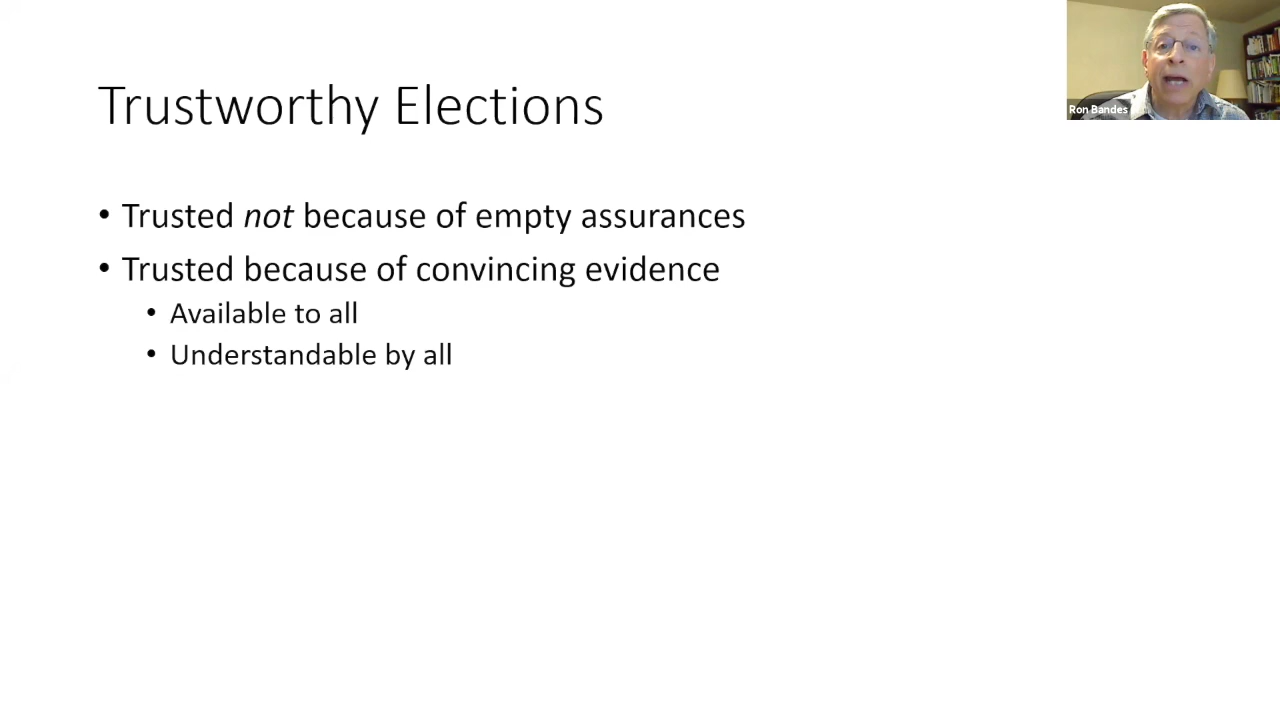 Trustworthy Elections
• Trusted not because of empty assurances
• Trusted because of convincing evidence
• Available to all
• Understandable by all
Ron Bandes